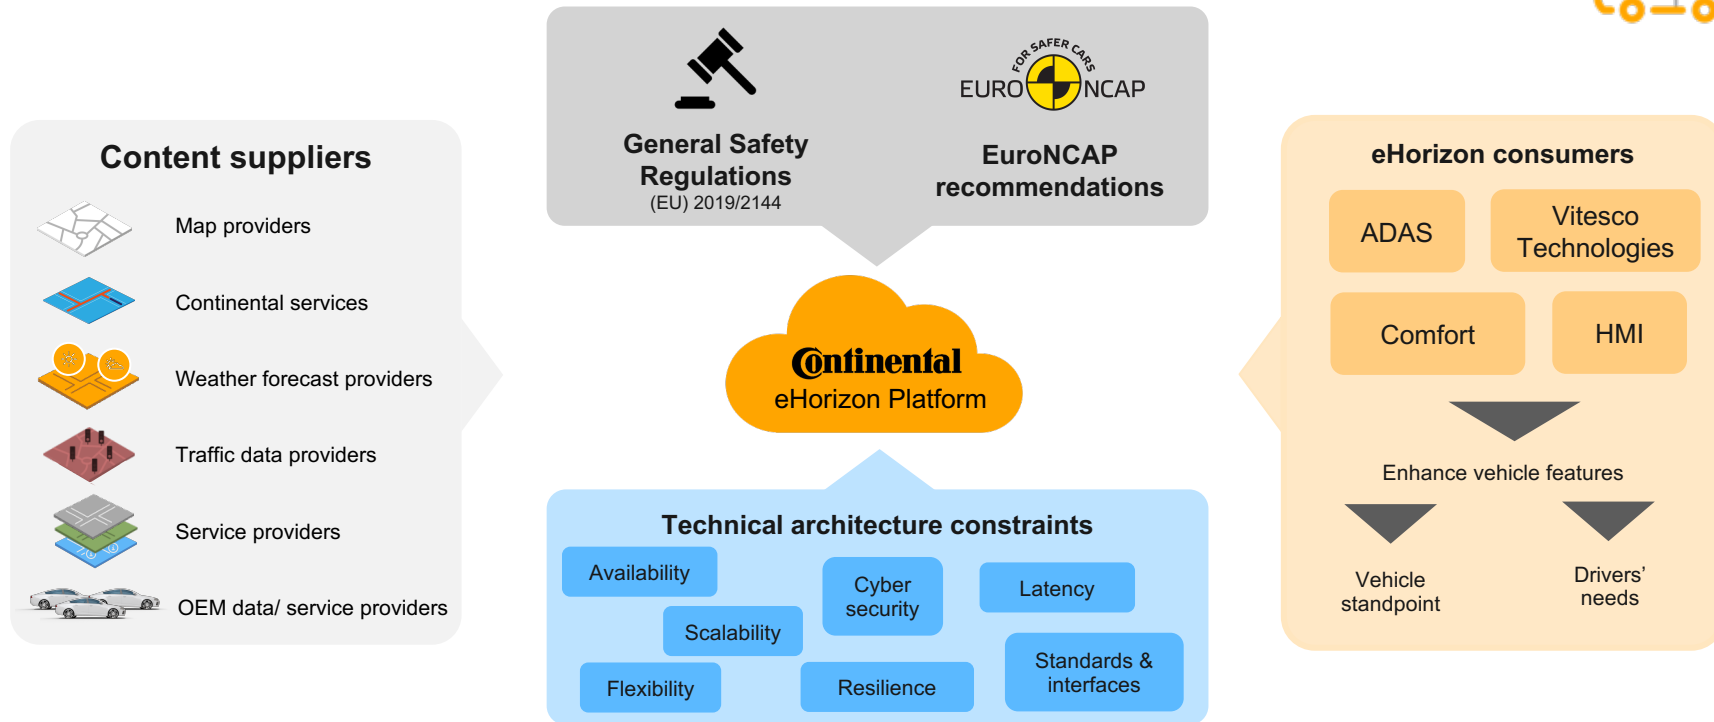 Content suppliers
Map providers
Continental services
Weather forecast providers
Traffic data providers
Service providers
OEM data/ service providers
General Safety
Regulations
(EU) 2019/2144
FOR SAFER CARS
EURO NCAP
EuroNCAP
recommendations
Continental
eHorizon Platform
Technical architecture constraints
Availability
Cyber
security
Latency
Scalability
Flexibility
Resilience
Standards &
interfaces
eHorizon consumers
ADAS
Vitesco
Technologies
Comfort
HMI
Enhance vehicle features
Vehicle
standpoint
Drivers’
needs